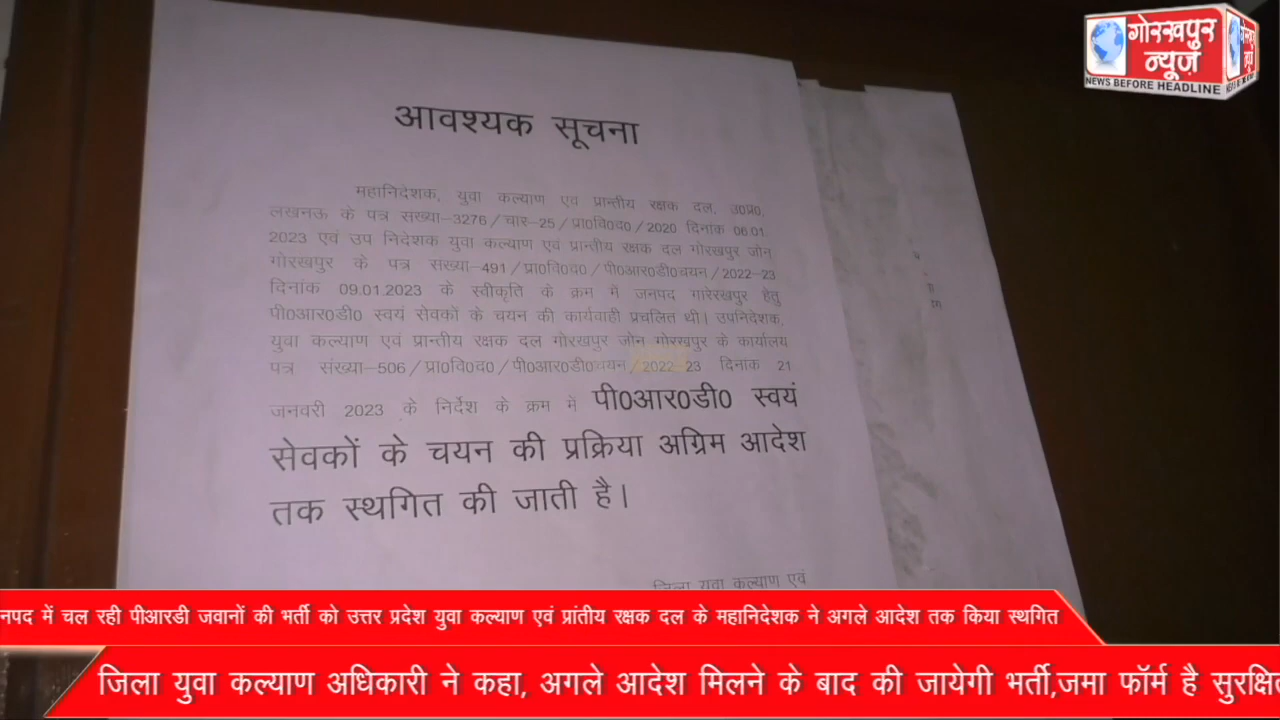 गोरखपुर
न्यूज़
NEWS BEFORE HEADLINE
आवश्यक सूचना
महानिदेशक, युवा कल्याण एवं प्रान्तीय रक्षक दल, उ0प्र0,
लखनऊ के पत्र संख्या–3276/चार–25/प्रा0वि0द0/2020 दिनांक 06.01.
2023 एवं उप निदेशक युवा कल्याण एवं प्रान्तीय रक्षक दल गोरखपुर जोन
गोरखपुर के पत्र संख्या–491/प्रा0वि0द0/पी0आर0डी0चयन/2022–23
दिनांक 09.01.2023 के स्वीकृति के क्रम में जनपद गारेरखपुर हेतु
पी0आर0डी0 स्वयं सेवकों के चयन की कार्यवाही प्रचलित थी। उपनिदेशक,
युवा कल्याण एवं प्रान्तीय रक्षक दल गोरखपुर जोन गोरखपुर के कार्यालय
पत्र संख्या–506/प्रा0वि0द0/पी0आर0डी0चयन/2022–23 दिनांक 21
जनवरी 2023 के निर्देश के क्रम में पी0आर0डी0 स्वयं
सेवकों के चयन की प्रक्रिया अग्रिम आदेश
तक स्थगित की जाती है।
जिला युवा कल्याण एवं
नपद में चल रही पीआरडी जवानों की भर्ती को उत्तर प्रदेश युवा कल्याण एवं प्रांतीय रक्षक दल के महानिदेशक ने अगले आदेश तक किया स्थगित
जिला युवा कल्याण अधिकारी ने कहा, अगले आदेश मिलने के बाद की जायेगी भर्ती,जमा फॉर्म है सुरक्षित